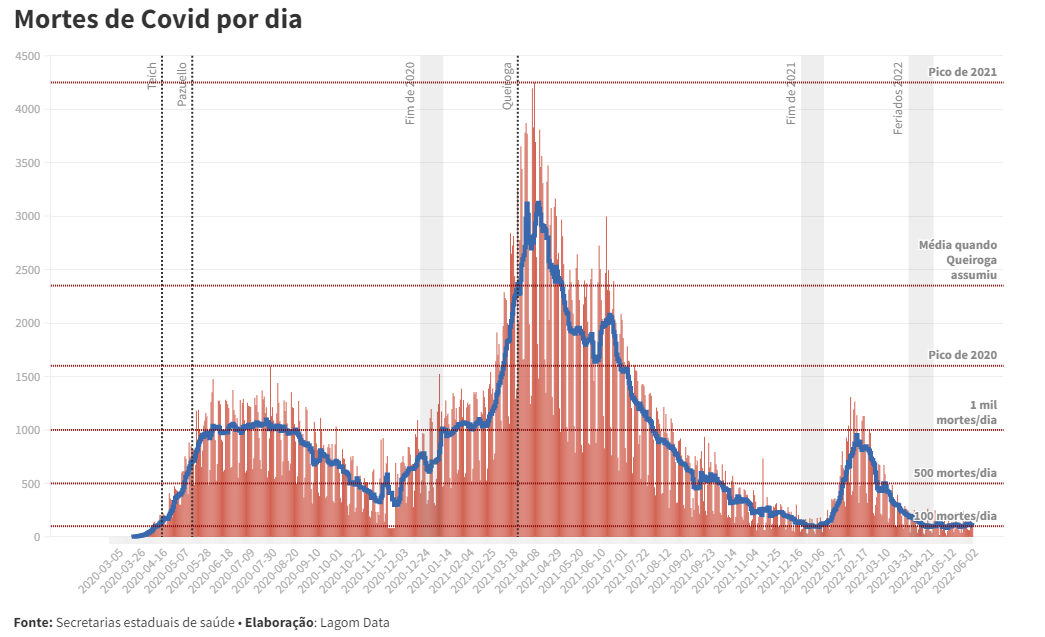 Mortes de Covid por dia
4500
4000
3500
3000
2500
2000
1500
1000
500
0
Teich
Pazuello
Fim de 2020
Queiroga
Fim de 2021
Feriados 2022
Pico de 2021
Média quando
Queiroga
assumiu
Pico de 2020
1 mil
mortes/dia
500 mortes/dia
100 mortes/dia
2020-03-05
2020-03-26
2020-04-16
2020-05-07
2020-05-28
2020-06-18
2020-07-09
2020-07-30
2020-08-20
2020-09-10
2020-10-01
2020-10-22
2020-11-12
2020-12-03
2020-12-24
2021-01-14
2021-02-04
2021-02-25
2021-03-18
2021-04-08
2021-04-29
2021-05-20
2021-06-10
2021-07-01
2021-07-22
2021-08-12
2021-09-02
2021-09-23
2021-10-14
2021-11-04
2021-11-25
2021-12-16
2022-01-06
2022-01-27
2022-02-17
2022-03-10
2022-03-31
2022-04-21
2022-05-12
2022-06-02
Fonte: Secretarias estaduais de saúde • Elaboração: Lagom Data